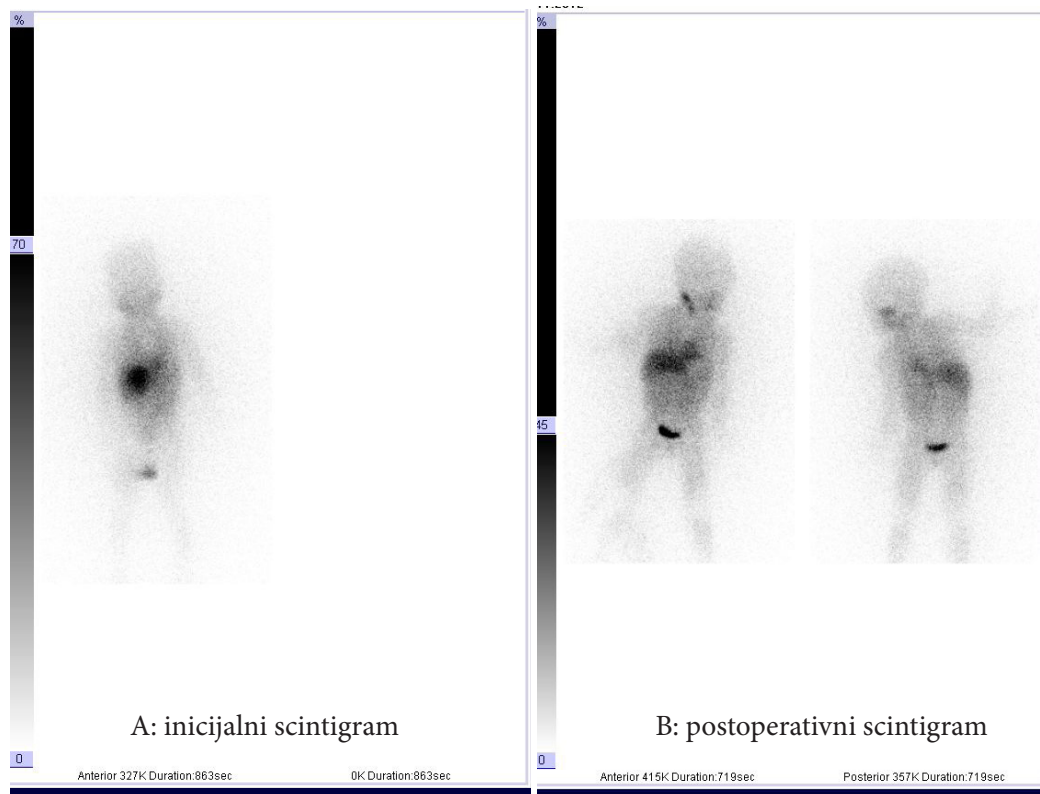 %
70
A: inicijalni scintigram
0
Anterior 327K Duration:863sec
0K Duration:863sec
%
45
B: postoperativni scintigram
0
Anterior 415K Duration:719sec
Posterior 357K Duration:719sec